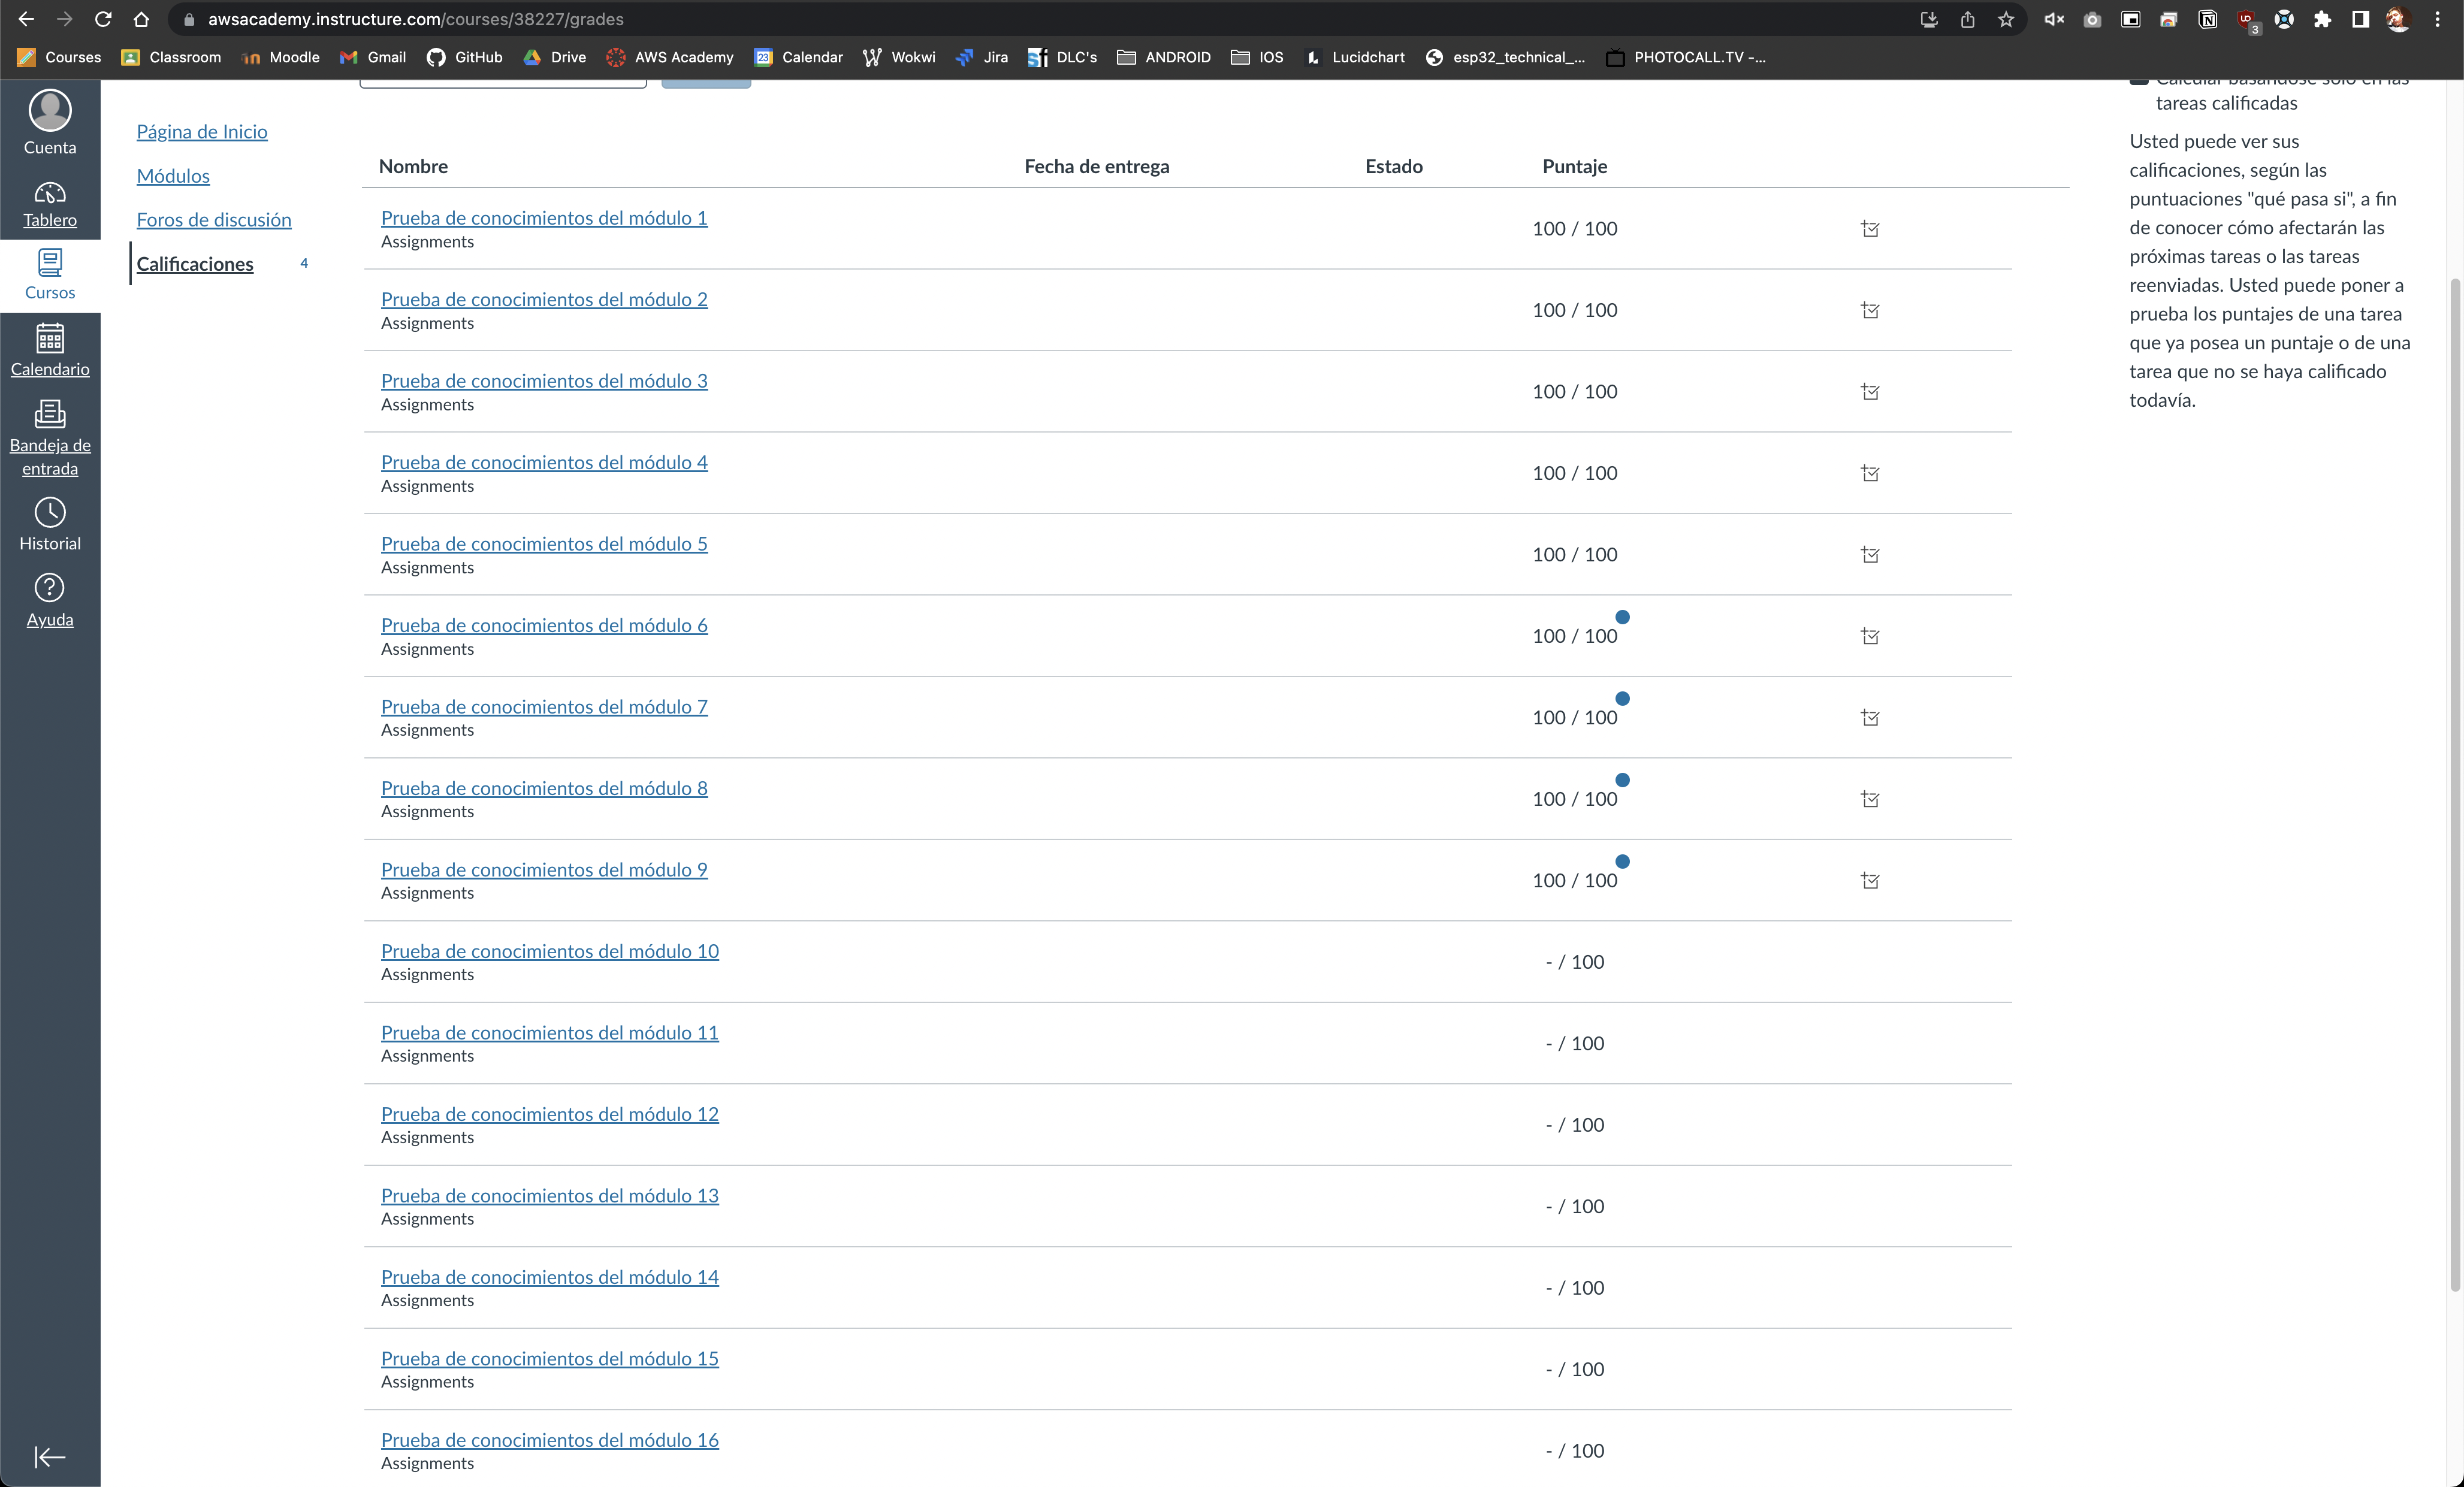 awsacademy.instructure.com/courses/38227/grades
3
Courses Classroom Moodle Gmail GitHub Drive AWS Academy 23 Calendar Wokwi Jira DLC's ANDROID IOS Lucidchart esp32_technical_... PHOTOCALL.TV -...
Cuenta
Tablero
Cursos
Calendario
Bandeja de
entrada
Historial
Ayuda
Página de Inicio
Módulos
Foros de discusión
Calificaciones 4
Nombre Fecha de entrega Estado Puntaje
Prueba de conocimientos del módulo 1
Assignments
100 / 100
Prueba de conocimientos del módulo 2
Assignments
100 / 100
Prueba de conocimientos del módulo 3
Assignments
100 / 100
Prueba de conocimientos del módulo 4
Assignments
100 / 100
Prueba de conocimientos del módulo 5
Assignments
100 / 100
Prueba de conocimientos del módulo 6
Assignments
100 / 100
Prueba de conocimientos del módulo 7
Assignments
100 / 100
Prueba de conocimientos del módulo 8
Assignments
100 / 100
Prueba de conocimientos del módulo 9
Assignments
100 / 100
Prueba de conocimientos del módulo 10
Assignments
- / 100
Prueba de conocimientos del módulo 11
Assignments
- / 100
Prueba de conocimientos del módulo 12
Assignments
- / 100
Prueba de conocimientos del módulo 13
Assignments
- / 100
Prueba de conocimientos del módulo 14
Assignments
- / 100
Prueba de conocimientos del módulo 15
Assignments
- / 100
Prueba de conocimientos del módulo 16
Assignments
- / 100
Calcular basándose sólo en las
tareas calificadas
Usted puede ver sus
calificaciones, según las
puntuaciones "qué pasa si", a fin
de conocer cómo afectarán las
próximas tareas o las tareas
reenviadas. Usted puede poner a
prueba los puntajes de una tarea
que ya posea un puntaje o de una
tarea que no se haya calificado
todavía.